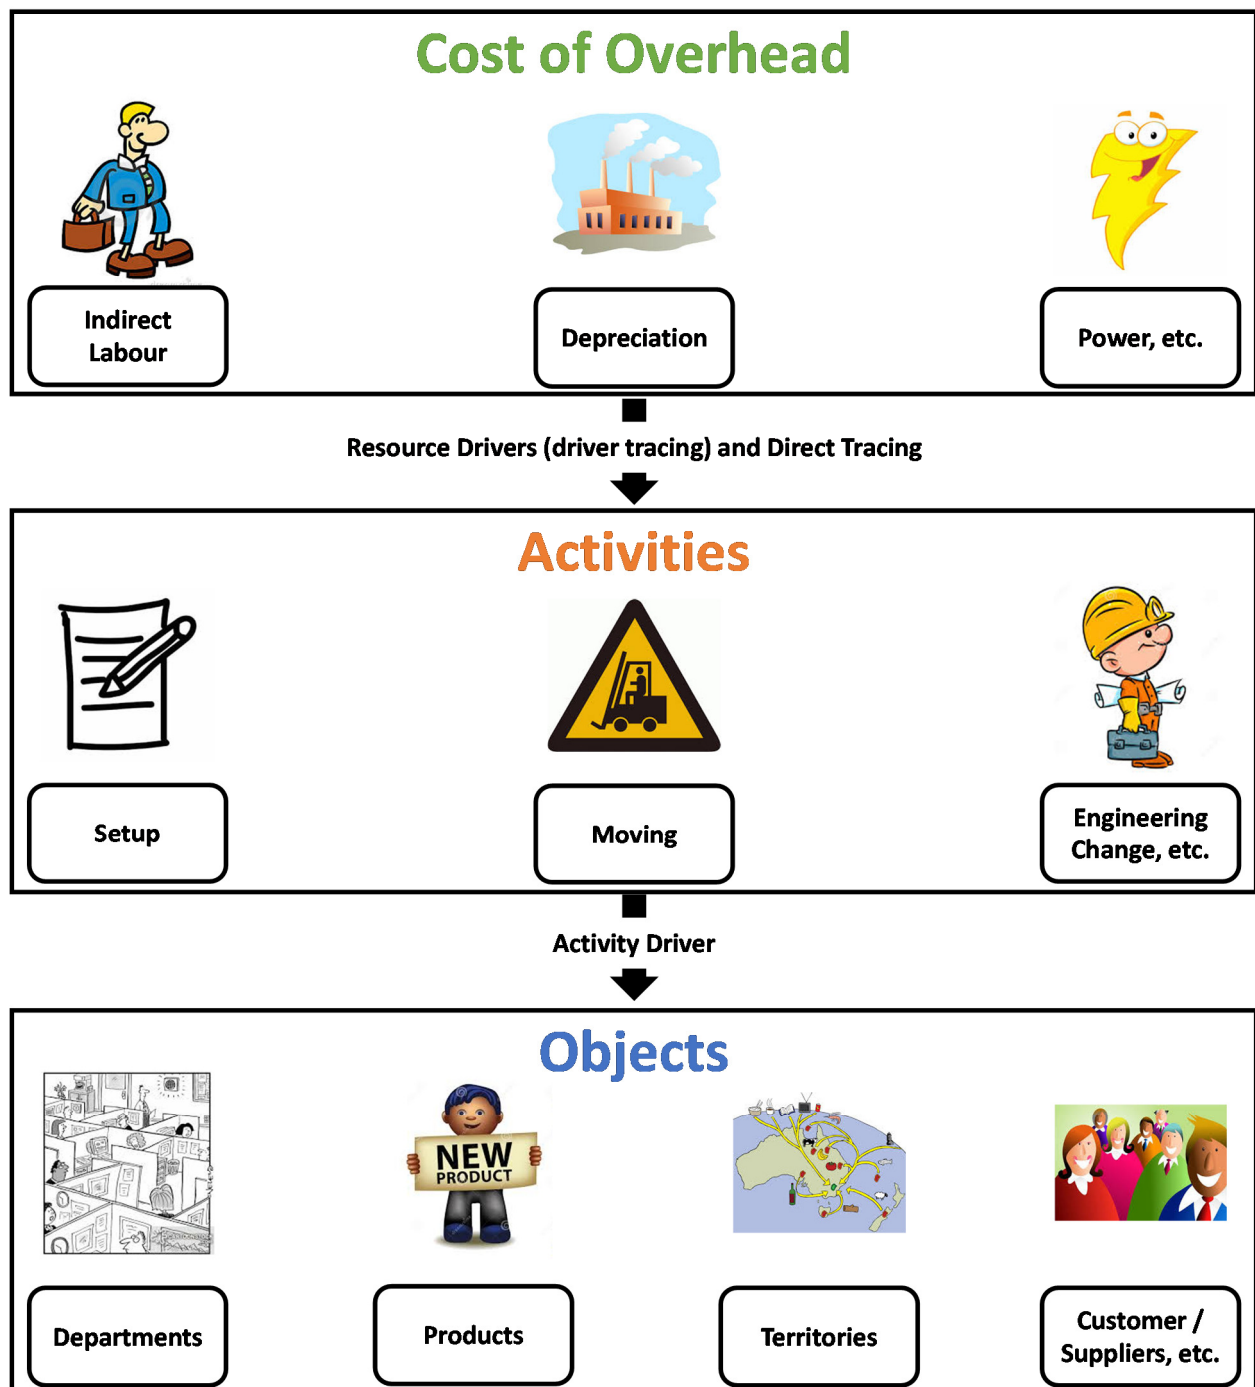 Cost of Overhead
Indirect
Labour
Depreciation
Power, etc.
Resource Drivers (driver tracing) and Direct Tracing
Activities
Setup
Moving
Engineering
Change, etc.
Activity Driver
Objects
NEW
PRODUCT
Departments
Products
Territories
Customer /
Suppliers, etc.